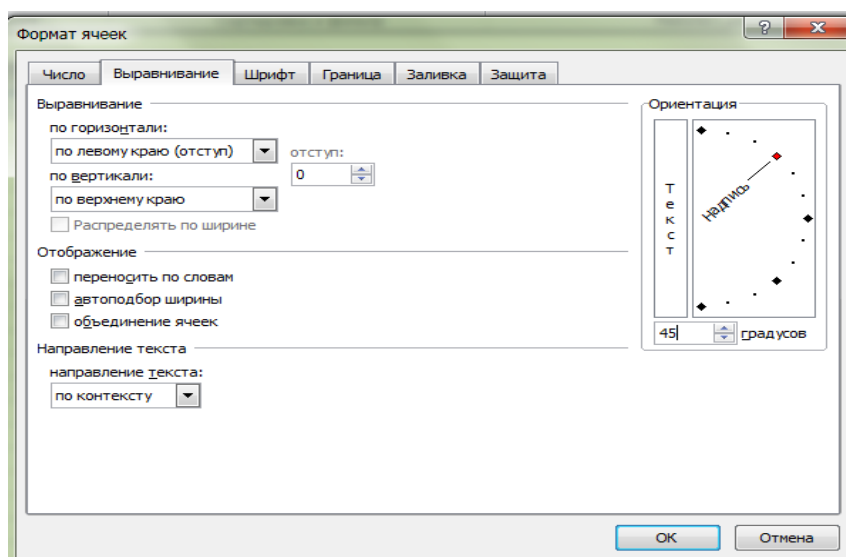 Формат ячеек
Число Выравнивание Шрифт Граница Заливка Защита
Выравнивание
по горизонтали:
по левому краю (отступ)
отступ:
0
по вертикали:
по верхнему краю
Распределять по ширине
Отображение
переносить по словам
автоподбор ширины
объединение ячеек
Направление текста
направление текста:
по контексту
Ориентация
Текст
Надпись
45 градусов
ОК Отмена